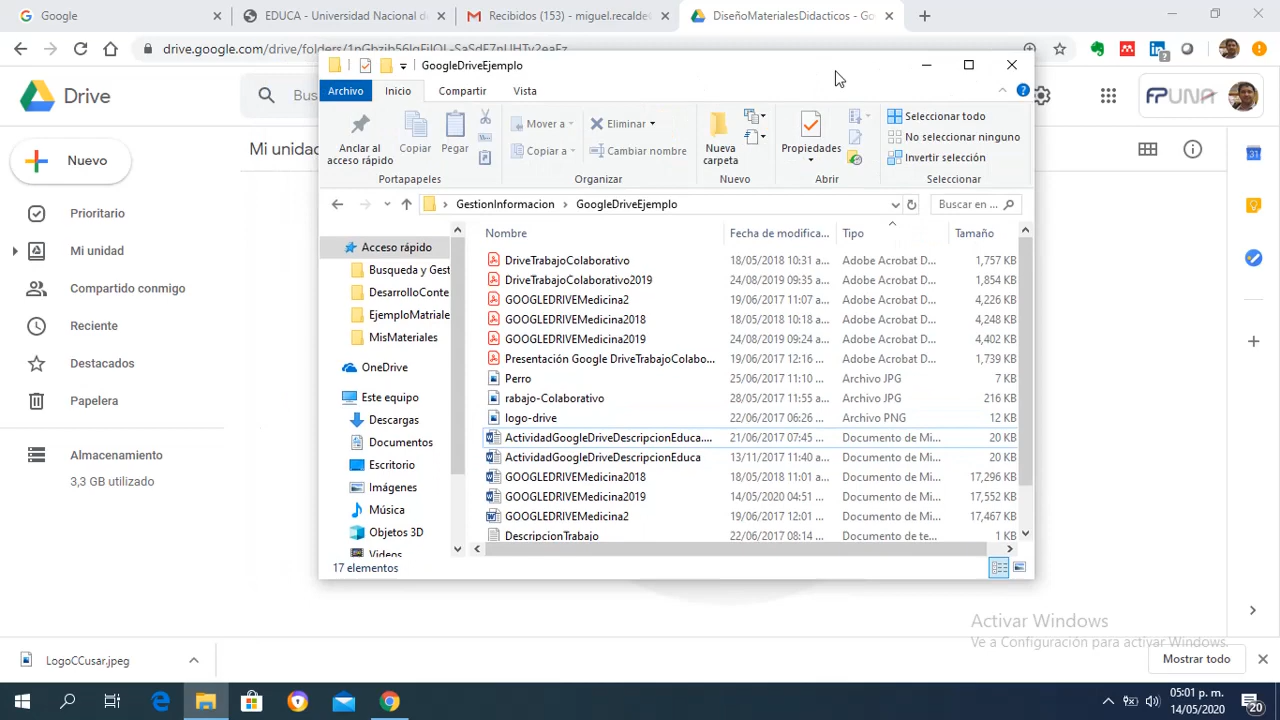 Google
EDUCA - Universidad Nacional de
Recibidos (153) - miguel.recalde
DiseñoMaterialesDidacticos - Go
Drive
Bus
FPUNA
Nuevo
Mi unidad
Prioritario
Mi unidad
Compartido conmigo
Reciente
Destacados
Papelera
Almacenamiento
3,3 GB utilizado
GoogleDriveEjemplo
Archivo
Inicio
Compartir
Vista
Anclar al
acceso rápido
Copiar
Pegar
Mover a
Copiar a
Eliminar
Cambiar nombre
Nueva
carpeta
Propiedades
Seleccionar todo
No seleccionar ninguno
Invertir selección
Portapapeles
Organizar
Nuevo
Abrir
Seleccionar
GestionInformacion > GoogleDriveEjemplo
Buscar en ...
Acceso rápido
Busqueda y Gest
DesarrolloConte
EjemploMatriale
MisMateriales
OneDrive
Este equipo
Descargas
Documentos
Escritorio
Imágenes
Música
Objetos 3D
Videos
Nombre Fecha de modifica... Tipo Tamaño
DriveTrabajoColaborativo 18/05/2018 10:31 a... Adobe Acrobat D... 1,757 KB
DriveTrabajoColaborativo2019 24/08/2019 09:35 a... Adobe Acrobat D... 1,854 KB
GOOGLEDRIVEMedicina2 19/06/2017 11:07 a... Adobe Acrobat D... 4,226 KB
GOOGLEDRIVEMedicina2018 18/05/2018 10:18 a... Adobe Acrobat D... 4,248 KB
GOOGLEDRIVEMedicina2019 24/08/2019 09:24 a... Adobe Acrobat D... 4,402 KB
Presentación Google DriveTrabajoColabo... 19/06/2017 12:16 ... Adobe Acrobat D... 1,739 KB
Perro 25/06/2017 11:10 ... Archivo JPG 7 KB
rabajo-Colaborativo 28/05/2017 11:55 a... Archivo JPG 216 KB
logo-drive 22/06/2017 06:26 ... Archivo PNG 12 KB
ActividadGoogleDriveDescripcionEduca.... 21/06/2017 07:45 ... Documento de Mi... 20 KB
ActividadGoogleDriveDescripcionEduca 13/11/2017 11:40 a... Documento de Mi... 20 KB
GOOGLEDRIVEMedicina2018 18/05/2018 11:01 a... Documento de Mi... 17,296 KB
GOOGLEDRIVEMedicina2019 14/05/2020 04:51 ... Documento de Mi... 17,552 KB
GOOGLEDRIVEMedicina2 19/06/2017 12:01 ... Documento de Mi... 17,467 KB
DescripcionTrabajo 22/06/2017 08:14 ... Documento de te... 1 KB
17 elementos
Activar Windows
Ve a Configuración para activar Windows.
LogoCCusar.jpeg
Mostrar todo
05:01 p. m.
14/05/2020
20